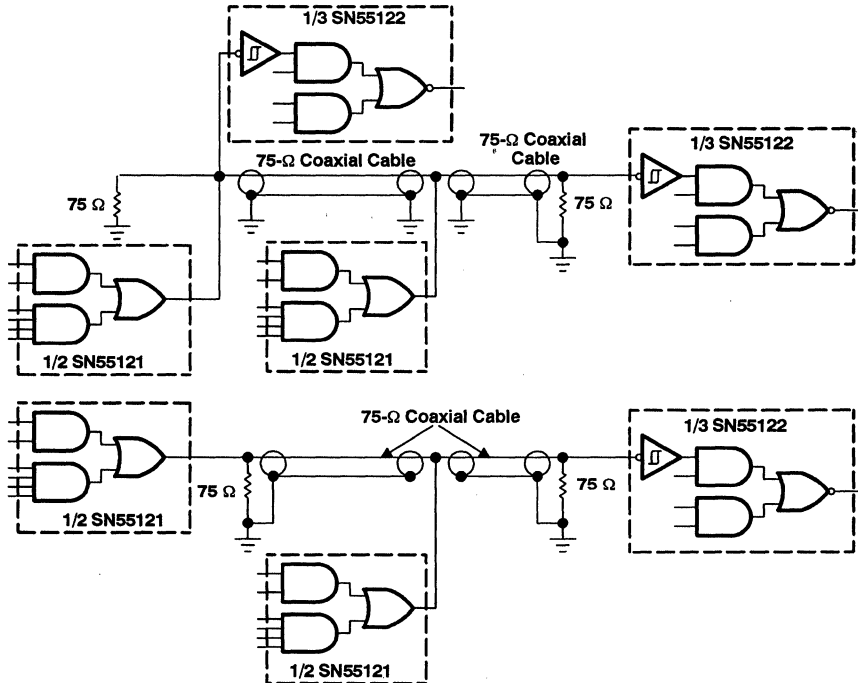 1/3 SN55122
75-Ω Coaxial Cable
75-Ω Coaxial
Cable
1/3 SN55122
75 Ω
75 Ω
1/2 SN55121
1/2 SN55121
75-Ω Coaxial Cable
1/3 SN55122
75 Ω
75 Ω
1/2 SN55121
1/2 SN55121